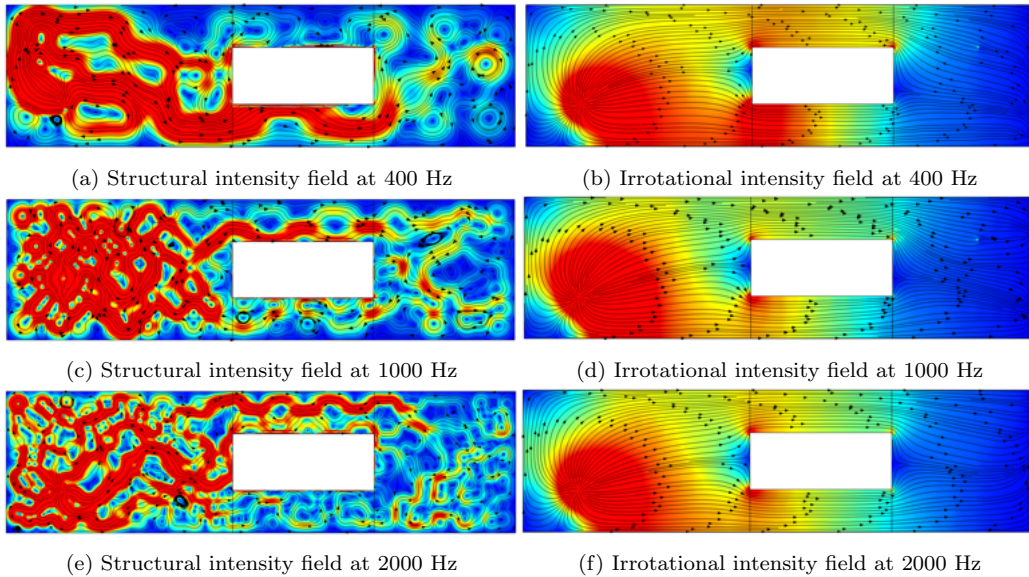 (a) Structural intensity field at 400 Hz
(b) Irrotational intensity field at 400 Hz
(c) Structural intensity field at 1000 Hz
(d) Irrotational intensity field at 1000 Hz
(e) Structural intensity field at 2000 Hz
(f) Irrotational intensity field at 2000 Hz